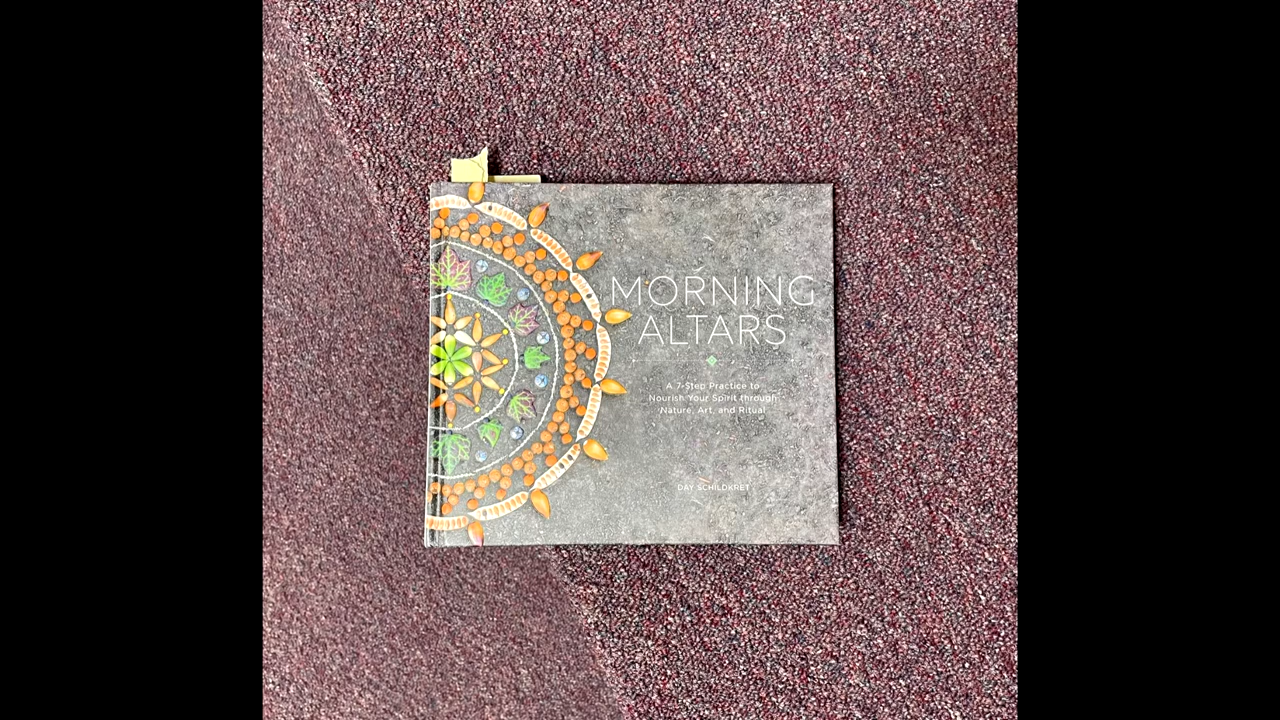 MORNING
ALTARS
A 7-Step Practice to
Nourish Your Spirit through
Nature, Art, and Ritual
DAY SCHILDKRET